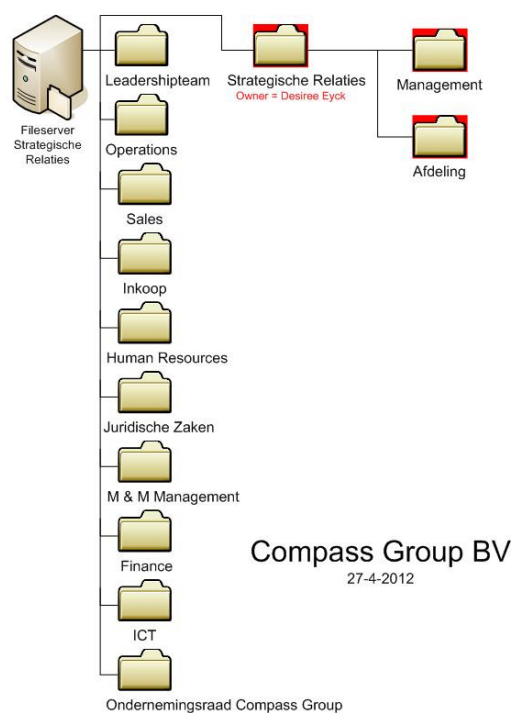 Fileserver
Strategische
Relaties
Leadershipteam
Strategische Relaties
Owner = Desiree Eyck
Management
Afdeling
Operations
Sales
Inkoop
Human Resources
Juridische Zaken
M & M Management
Finance
ICT
Ondernemingsraad Compass Group
Compass Group BV
27-4-2012